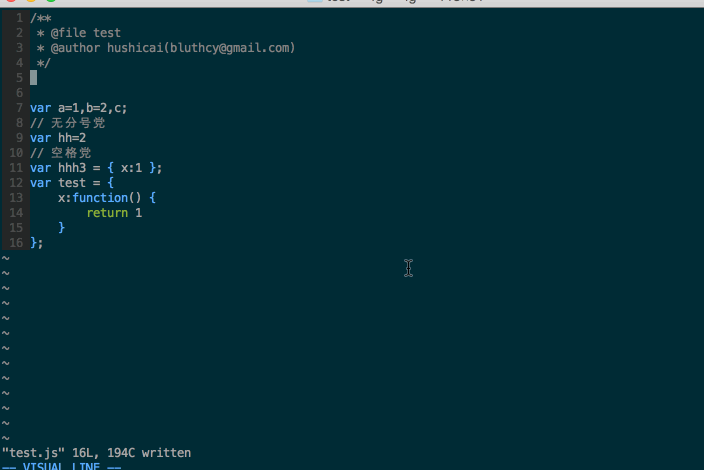 1 /**
2  * @file test
3  * @author hushicai(bluthcy@gmail.com)
4  */
5
6
7 var a=1,b=2,c;
8 // 无分号党
9 var hh=2
10 // 空格党
11 var hhh3 = { x:1 };
12 var test = {
13     x:function() {
14         return 1
15     }
16 };
~
~
~
~
~
~
~
~
~
~
~
~
~
"test.js" 16L, 194C written
-- VISUAL LINE --